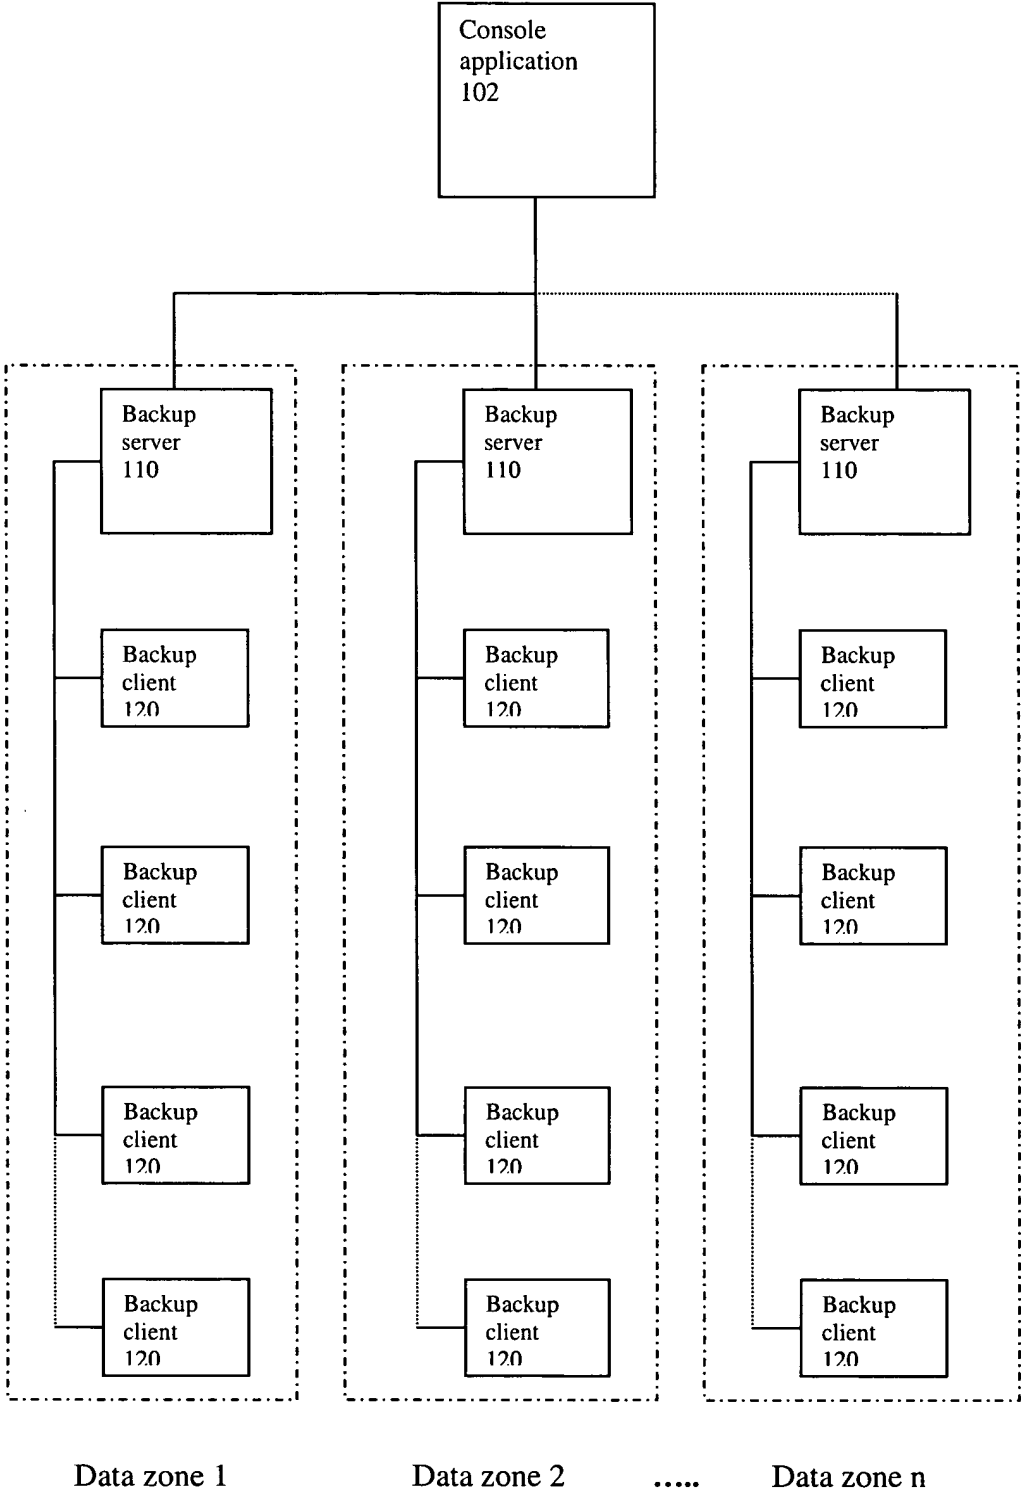 Console
application
102
Backup
server
110
Backup
server
110
Backup
server
110
Backup
client
120
Backup
client
120
Backup
client
120
Backup
client
120
Backup
client
120
Backup
client
120
Backup
client
120
Backup
client
120
Backup
client
120
Backup
client
120
Backup
client
120
Backup
client
120
Data zone 1
Data zone 2
.....
Data zone n